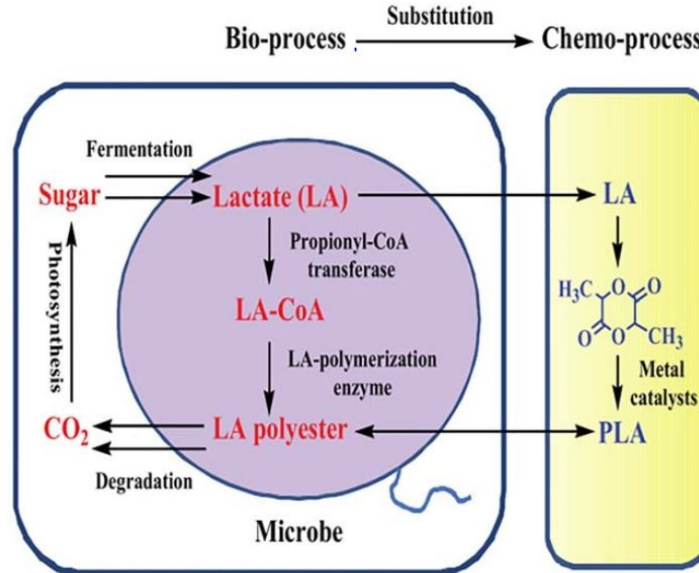 Substitution
Bio-process
Chemo-process
Fermentation
Sugar
Lactate (LA)
LA
Propionyl-CoA
transferase
Photosynthesis
LA-CoA
H₃C
O
O
O
O
CH₃
LA-polymerization
enzyme
Metal
catalysts
CO₂
LA polyester
PLA
Degradation
Microbe